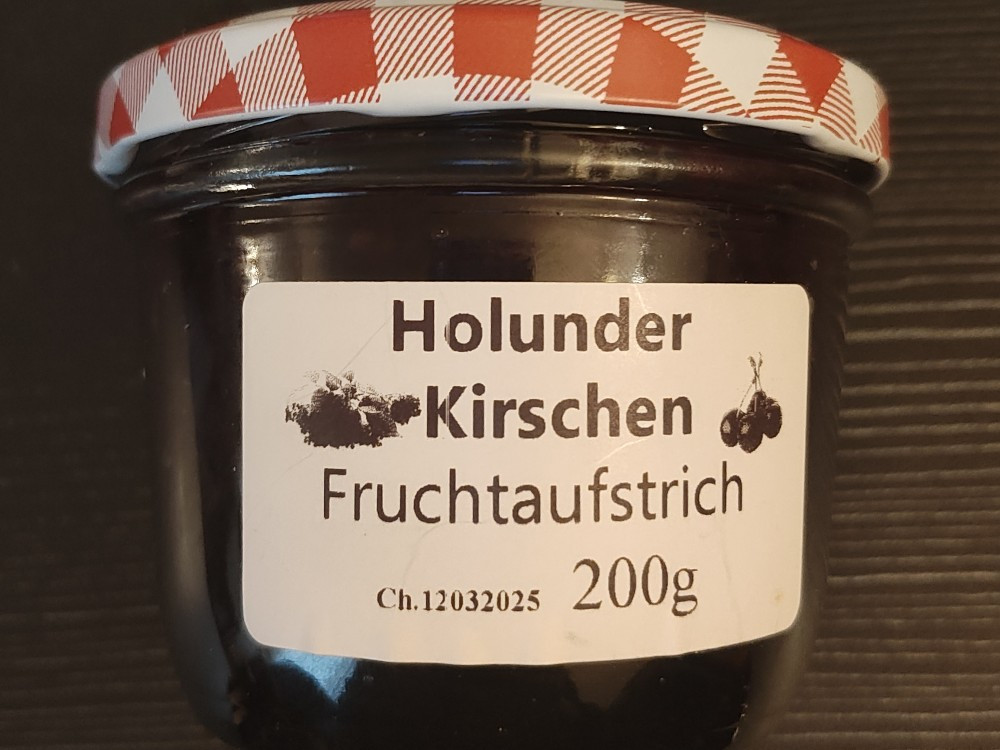 Holunder
Kirschen
Fruchtaufstrich
Ch.12032025 200g